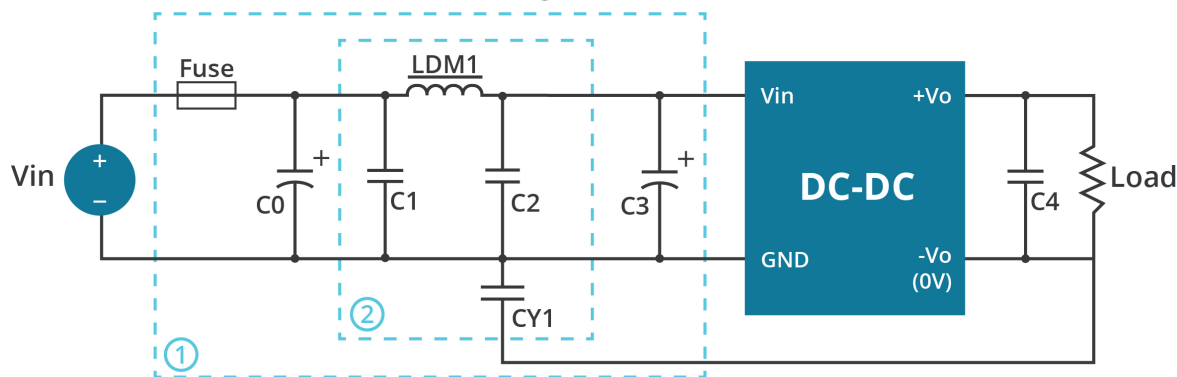 Fuse
LDM1
Vin
+
−
+
C0
C1
C2
+
C3
CY1
①
②
Vin
+Vo
DC-DC
GND
-Vo
(0V)
C4
Load